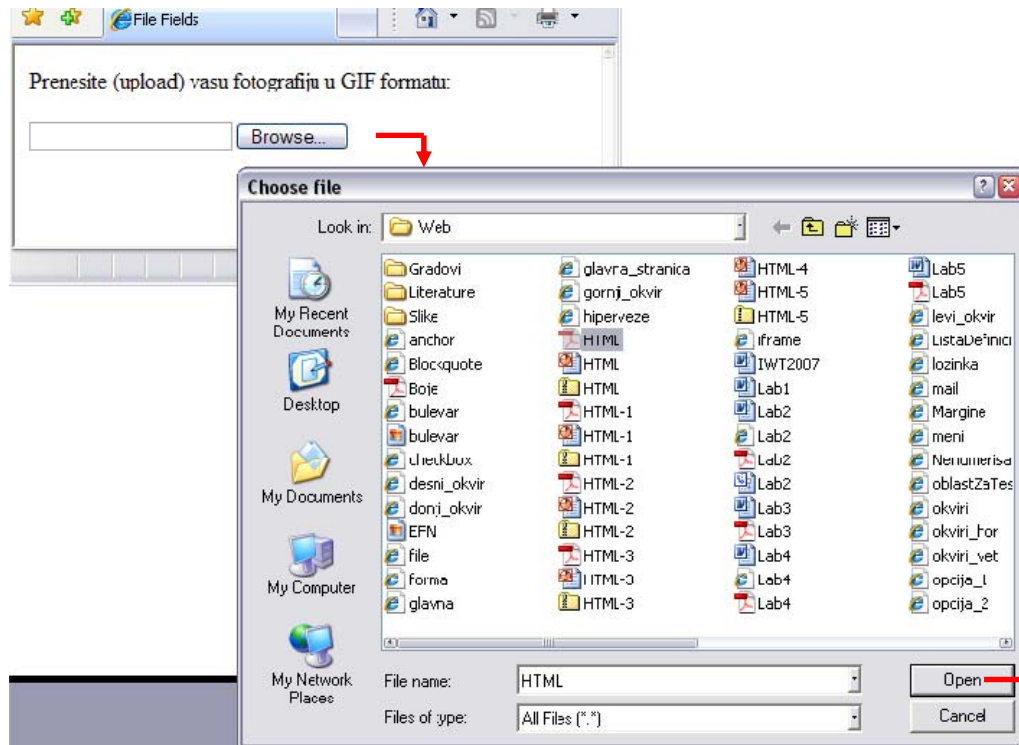 File Fields
Prenesite (upload) vasu fotografiju u GIF formatu:
Browse...
Choose file
Look in:
Web
My Recent
Documents
Desktop
My Documents
My Computer
My Network
Places
Gradovi
Literature
Slike
anchor
Blockquote
Boje
bulevar
bulevar
checkbox
desni_okvir
donji_okvir
EFN
file
forma
glavna
glavna_stranica
gornji_okvir
hiperveze
HTML
HTML
HTML
HTML-1
HTML-1
HTML-1
HTML-2
HTML-2
HTML-2
HTML-3
HTML-3
HTML-3
HTML-4
HTML-5
HTML-5
iframe
IWT2007
Lab1
Lab2
Lab2
Lab2
Lab2
Lab3
Lab3
Lab4
Lab4
Lab4
Lab5
Lab5
levi_okvir
ListaDefinici
lozinka
mail
Margine
meni
Nenumerisa
oblastZaTes
okviri
okviri_hor
okviri_vet
opcija_1
opcija_2
File name:
HTML
Open
Files of type:
All Files (*.*)
Cancel